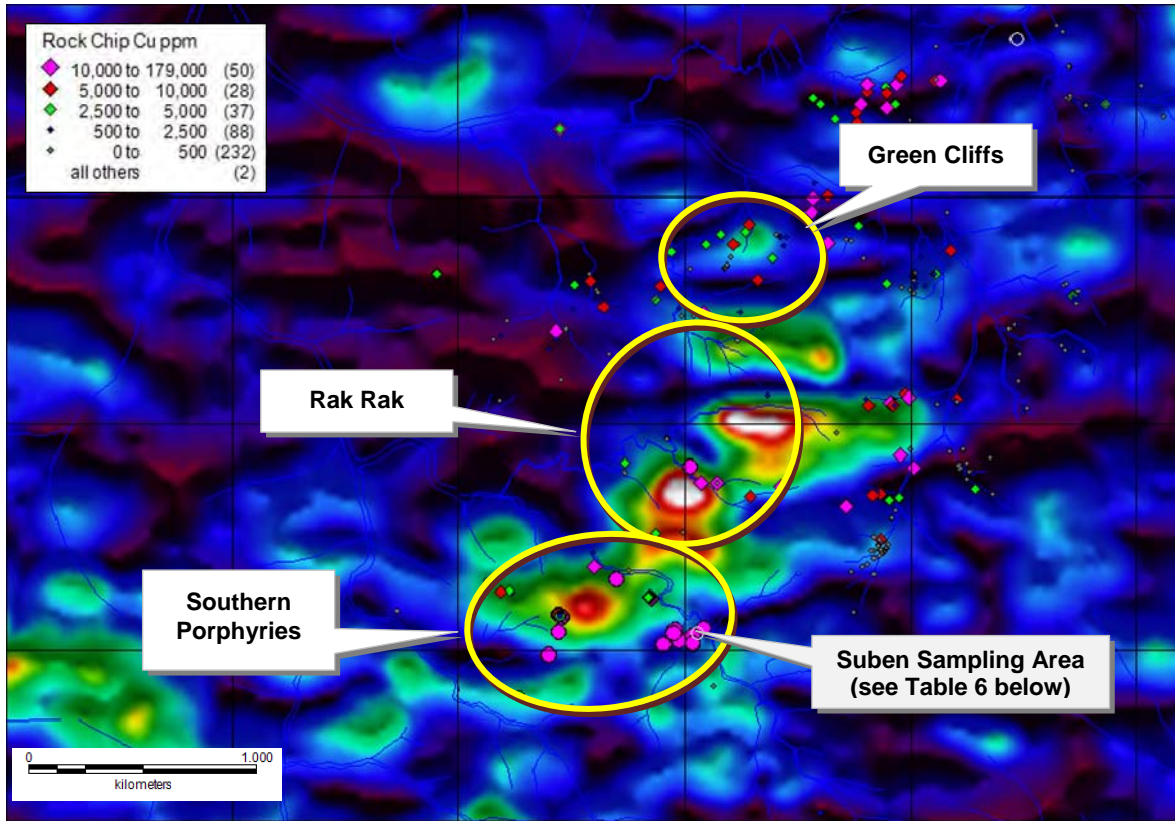 Rock Chip Cu ppm
10,000 to 179,000 (50)
5,000 to 10,000 (28)
2,500 to 5,000 (37)
500 to 2,500 (88)
0 to 500 (232)
all others (2)
Green Cliffs
Rak Rak
Southern
Porphyries
Suben Sampling Area
(see Table 6 below)
0 1.000
kilometers